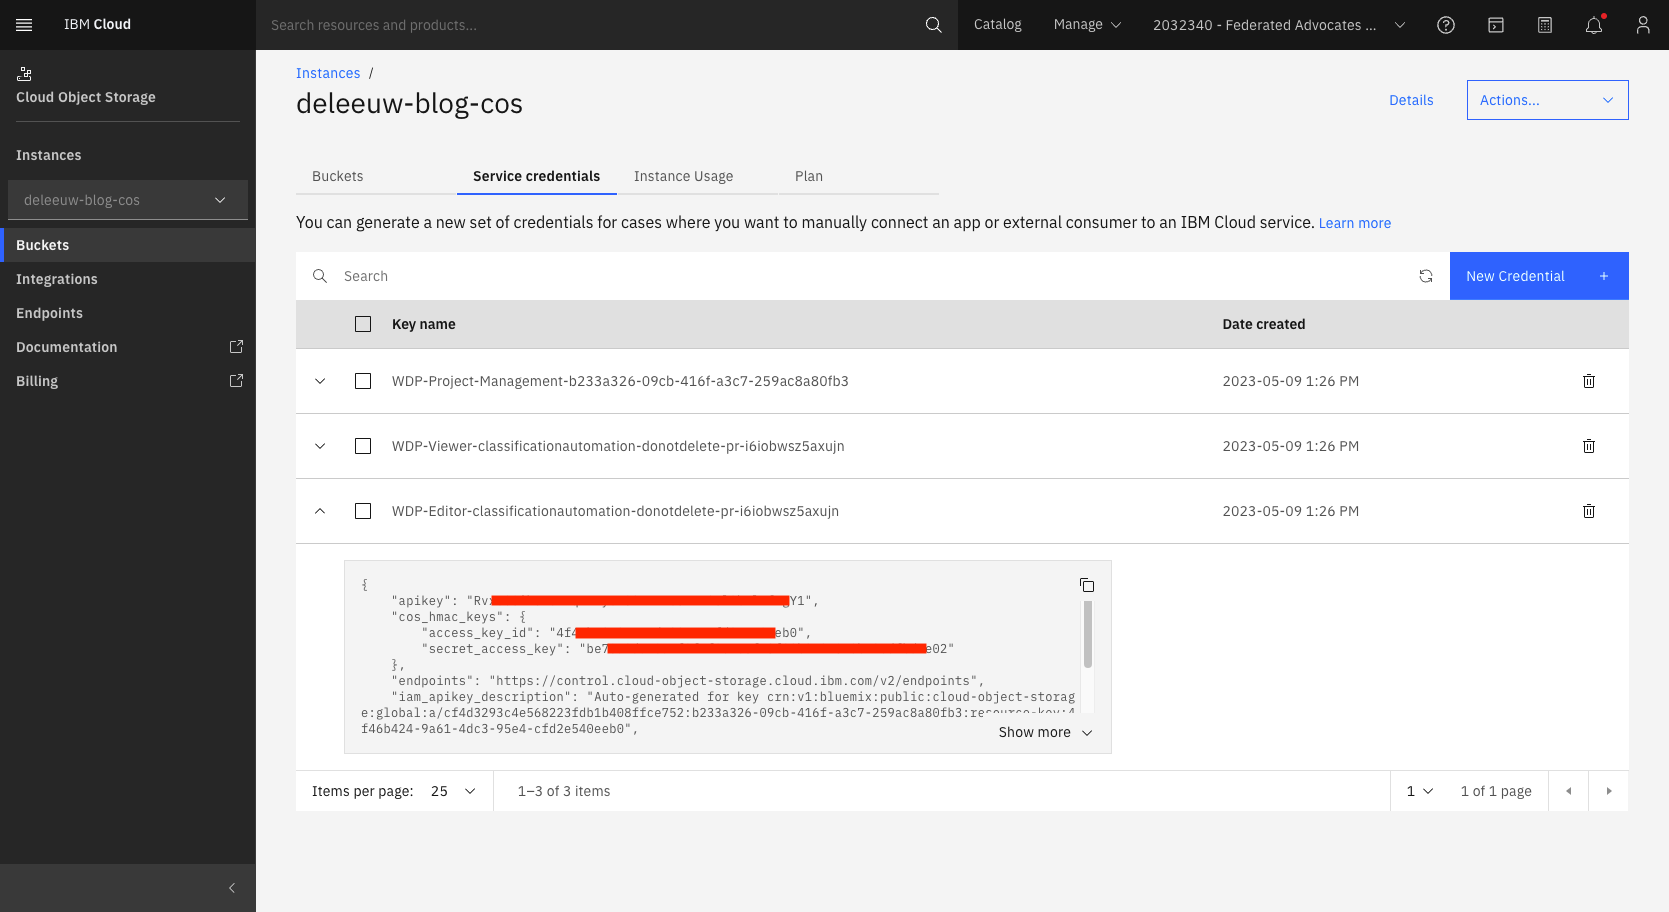 IBM Cloud
Search resources and products...
Catalog
Manage
2032340 - Federated Advocates ...
Cloud Object Storage
Instances
deleeuw-blog-cos
Buckets
Integrations
Endpoints
Documentation
Billing
Instances /
deleeuw-blog-cos
Details
Actions...
Buckets
Service credentials
Instance Usage
Plan
You can generate a new set of credentials for cases where you want to manually connect an app or external consumer to an IBM Cloud service. Learn more
Search
New Credential +
Key name
Date created
WDP-Project-Management-b233a326-09cb-416f-a3c7-259ac8a80fb3
2023-05-09 1:26 PM
WDP-Viewer-classificationautomation-donotdelete-pr-i6iobwsz5axujn
2023-05-09 1:26 PM
WDP-Editor-classificationautomation-donotdelete-pr-i6iobwsz5axujn
2023-05-09 1:26 PM
{
"apikey": "Rv Y1",
"cos_hmac_keys": {
"access_key_id": "4f4 eb0",
"secret_access_key": "be7 e02"
},
"endpoints": "https://control.cloud-object-storage.cloud.ibm.com/v2/endpoints",
"iam_apikey_description": "Auto-generated for key crn:v1:bluemix:public:cloud-object-storag
e:global:a/cf4d3293c4e568223fdb1b408ffce752:b233a326-09cb-416f-a3c7-259ac8a80fb3:resource-key:4
f46b424-9a61-4dc3-95e4-cfd2e540eeb0",
Show more
Items per page: 25
1–3 of 3 items
1
1 of 1 page